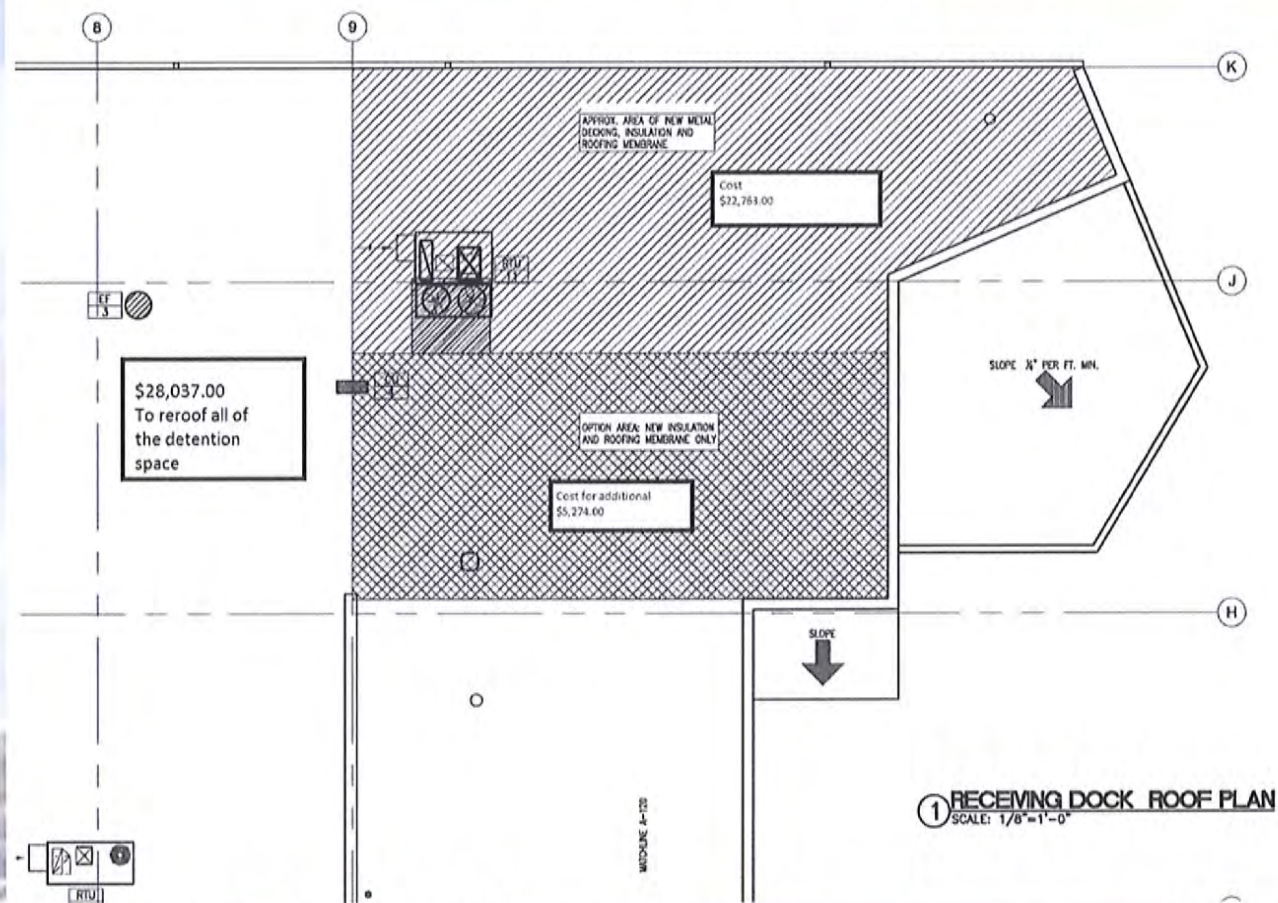 8
9
K
APPROX. AREA OF NEW METAL
DECKING, INSULATION AND
ROOFING MEMBRANE
Cost
$22,763.00
RTU
J
EF
3
SLOPE ¼" PER FT. MIN.
$28,037.00
To reroof all of
the detention
space
OPTION AREA: NEW INSULATION
AND ROOFING MEMBRANE ONLY
Cost for additional
$5,274.00
H
SLOPE
MATCHLINE A-120
1 RECEIVING DOCK ROOF PLAN
SCALE: 1/8"=1'-0"
RTU